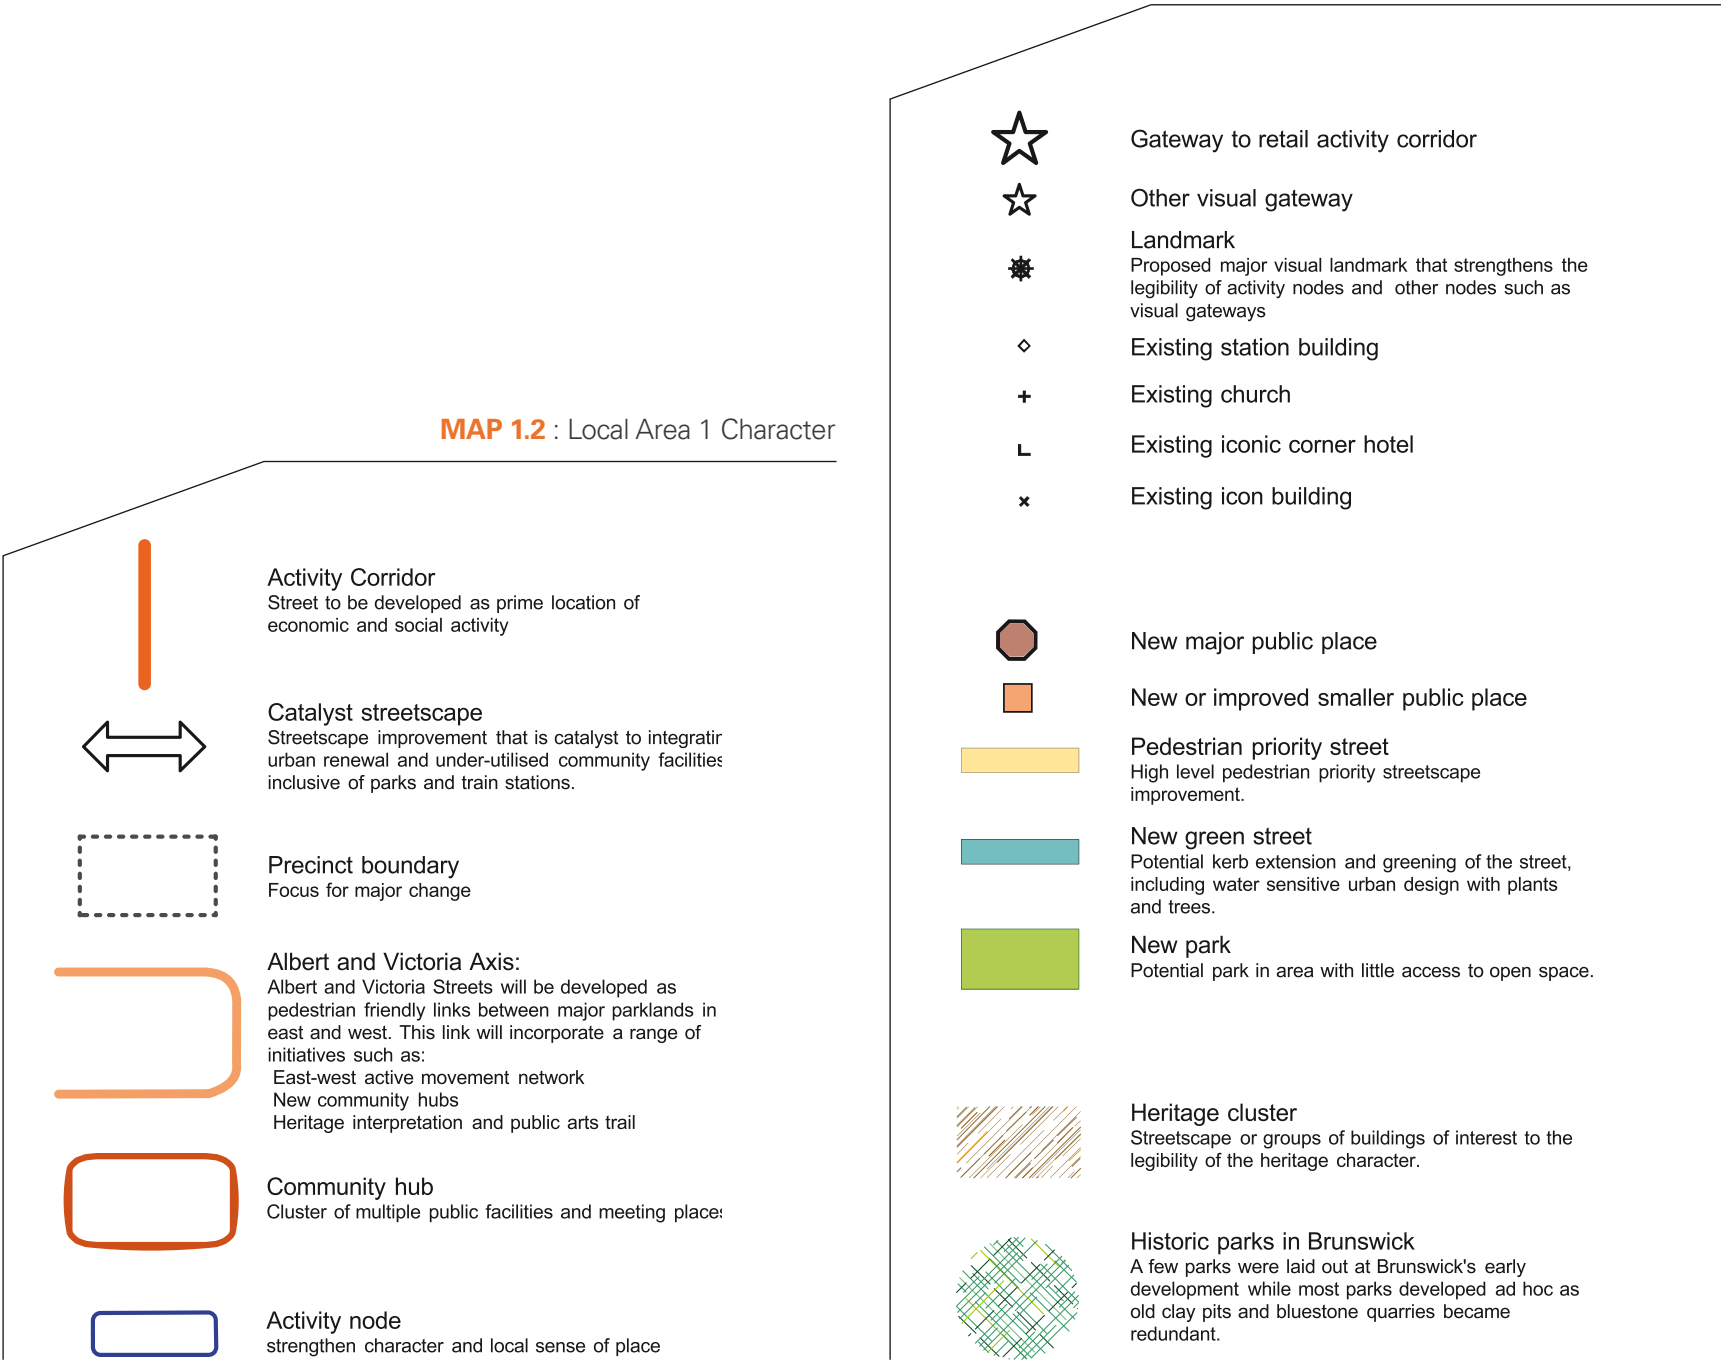 MAP 1.2 : Local Area 1 Character
Activity Corridor
Street to be developed as prime location of
economic and social activity
Catalyst streetscape
Streetscape improvement that is catalyst to integratin
urban renewal and under-utilised community facilities
inclusive of parks and train stations.
Precinct boundary
Focus for major change
Albert and Victoria Axis:
Albert and Victoria Streets will be developed as
pedestrian friendly links between major parklands in
east and west. This link will incorporate a range of
initiatives such as:
East-west active movement network
New community hubs
Heritage interpretation and public arts trail
Community hub
Cluster of multiple public facilities and meeting places
Activity node
strengthen character and local sense of place
Gateway to retail activity corridor
Other visual gateway
Landmark
Proposed major visual landmark that strengthens the
legibility of activity nodes and other nodes such as
visual gateways
Existing station building
Existing church
Existing iconic corner hotel
Existing icon building
New major public place
New or improved smaller public place
Pedestrian priority street
High level pedestrian priority streetscape
improvement.
New green street
Potential kerb extension and greening of the street,
including water sensitive urban design with plants
and trees.
New park
Potential park in area with little access to open space.
Heritage cluster
Streetscape or groups of buildings of interest to the
legibility of the heritage character.
Historic parks in Brunswick
A few parks were laid out at Brunswick's early
development while most parks developed ad hoc as
old clay pits and bluestone quarries became
redundant.